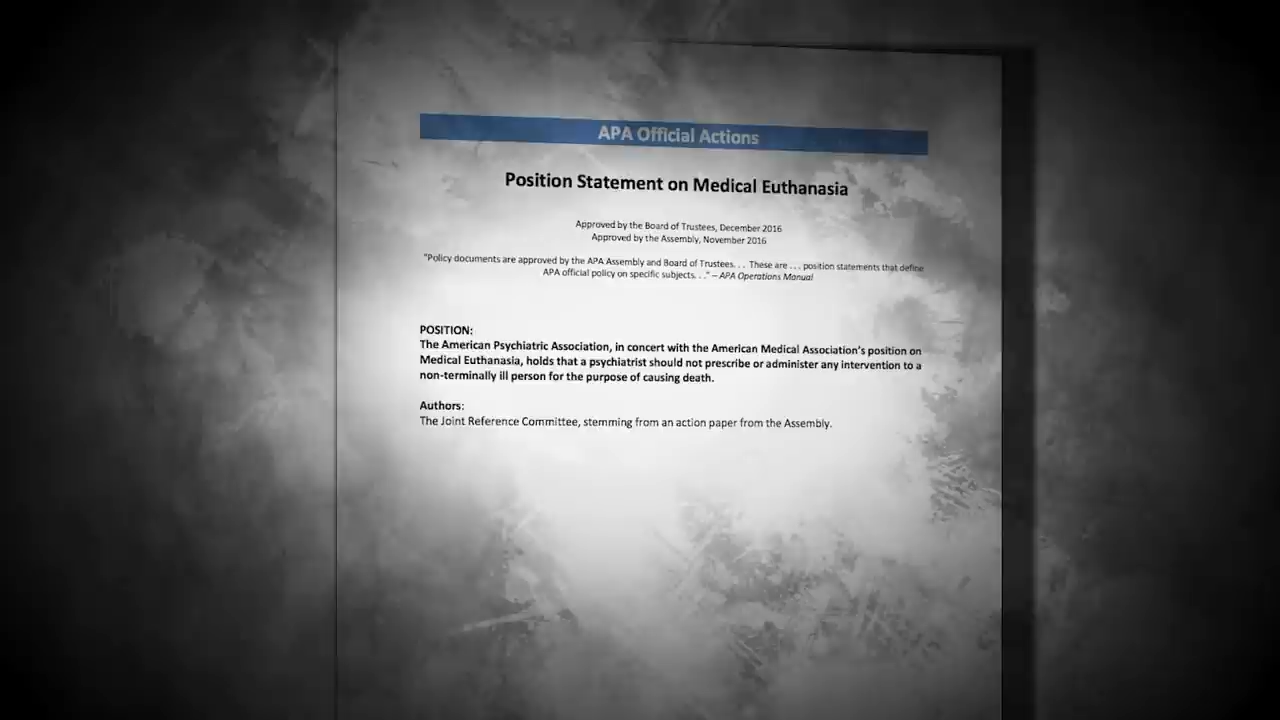 APA Official Actions
Position Statement on Medical Euthanasia
Approved by the Board of Trustees, December 2016
Approved by the Assembly, November 2016
"Policy documents are approved by the APA Assembly and Board of Trustees. . . These are . . . position statements that define
APA official policy on specific subjects. . ." – APA Operations Manual
POSITION:
The American Psychiatric Association, in concert with the American Medical Association's position on
Medical Euthanasia, holds that a psychiatrist should not prescribe or administer any intervention to a
non-terminally ill person for the purpose of causing death.
Authors:
The Joint Reference Committee, stemming from an action paper from the Assembly.